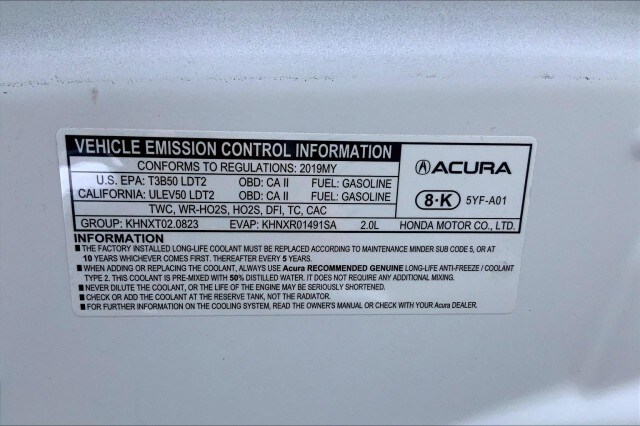 VEHICLE EMISSION CONTROL INFORMATION
CONFORMS TO REGULATIONS: 2019MY
U.S. EPA: T3B50 LDT2 OBD: CA II FUEL: GASOLINE
CALIFORNIA: ULEV50 LDT2 OBD: CA II FUEL: GASOLINE
TWC, WR-HO2S, HO2S, DFI, TC, CAC
GROUP: KHNXT02.0823 EVAP: KHNXR01491SA 2.0L
ACURA
8·K 5YF-A01
HONDA MOTOR CO., LTD.
INFORMATION
■ THE FACTORY INSTALLED LONG-LIFE COOLANT MUST BE REPLACED ACCORDING TO MAINTENANCE MINDER SUB CODE 5, OR AT
10 YEARS WHICHEVER COMES FIRST. THEREAFTER EVERY 5 YEARS.
■ WHEN ADDING OR REPLACING THE COOLANT, ALWAYS USE Acura RECOMMENDED GENUINE LONG-LIFE ANTI-FREEZE / COOLANT
TYPE 2. THIS COOLANT IS PRE-MIXED WITH 50% DISTILLED WATER. IT DOES NOT REQUIRE ANY ADDITIONAL MIXING.
■ NEVER DILUTE THE COOLANT, OR THE LIFE OF THE ENGINE MAY BE SERIOUSLY SHORTENED.
■ CHECK OR ADD THE COOLANT AT THE RESERVE TANK, NOT THE RADIATOR.
■ FOR FURTHER INFORMATION ON THE COOLING SYSTEM, READ THE OWNER'S MANUAL OR CHECK WITH YOUR Acura DEALER.